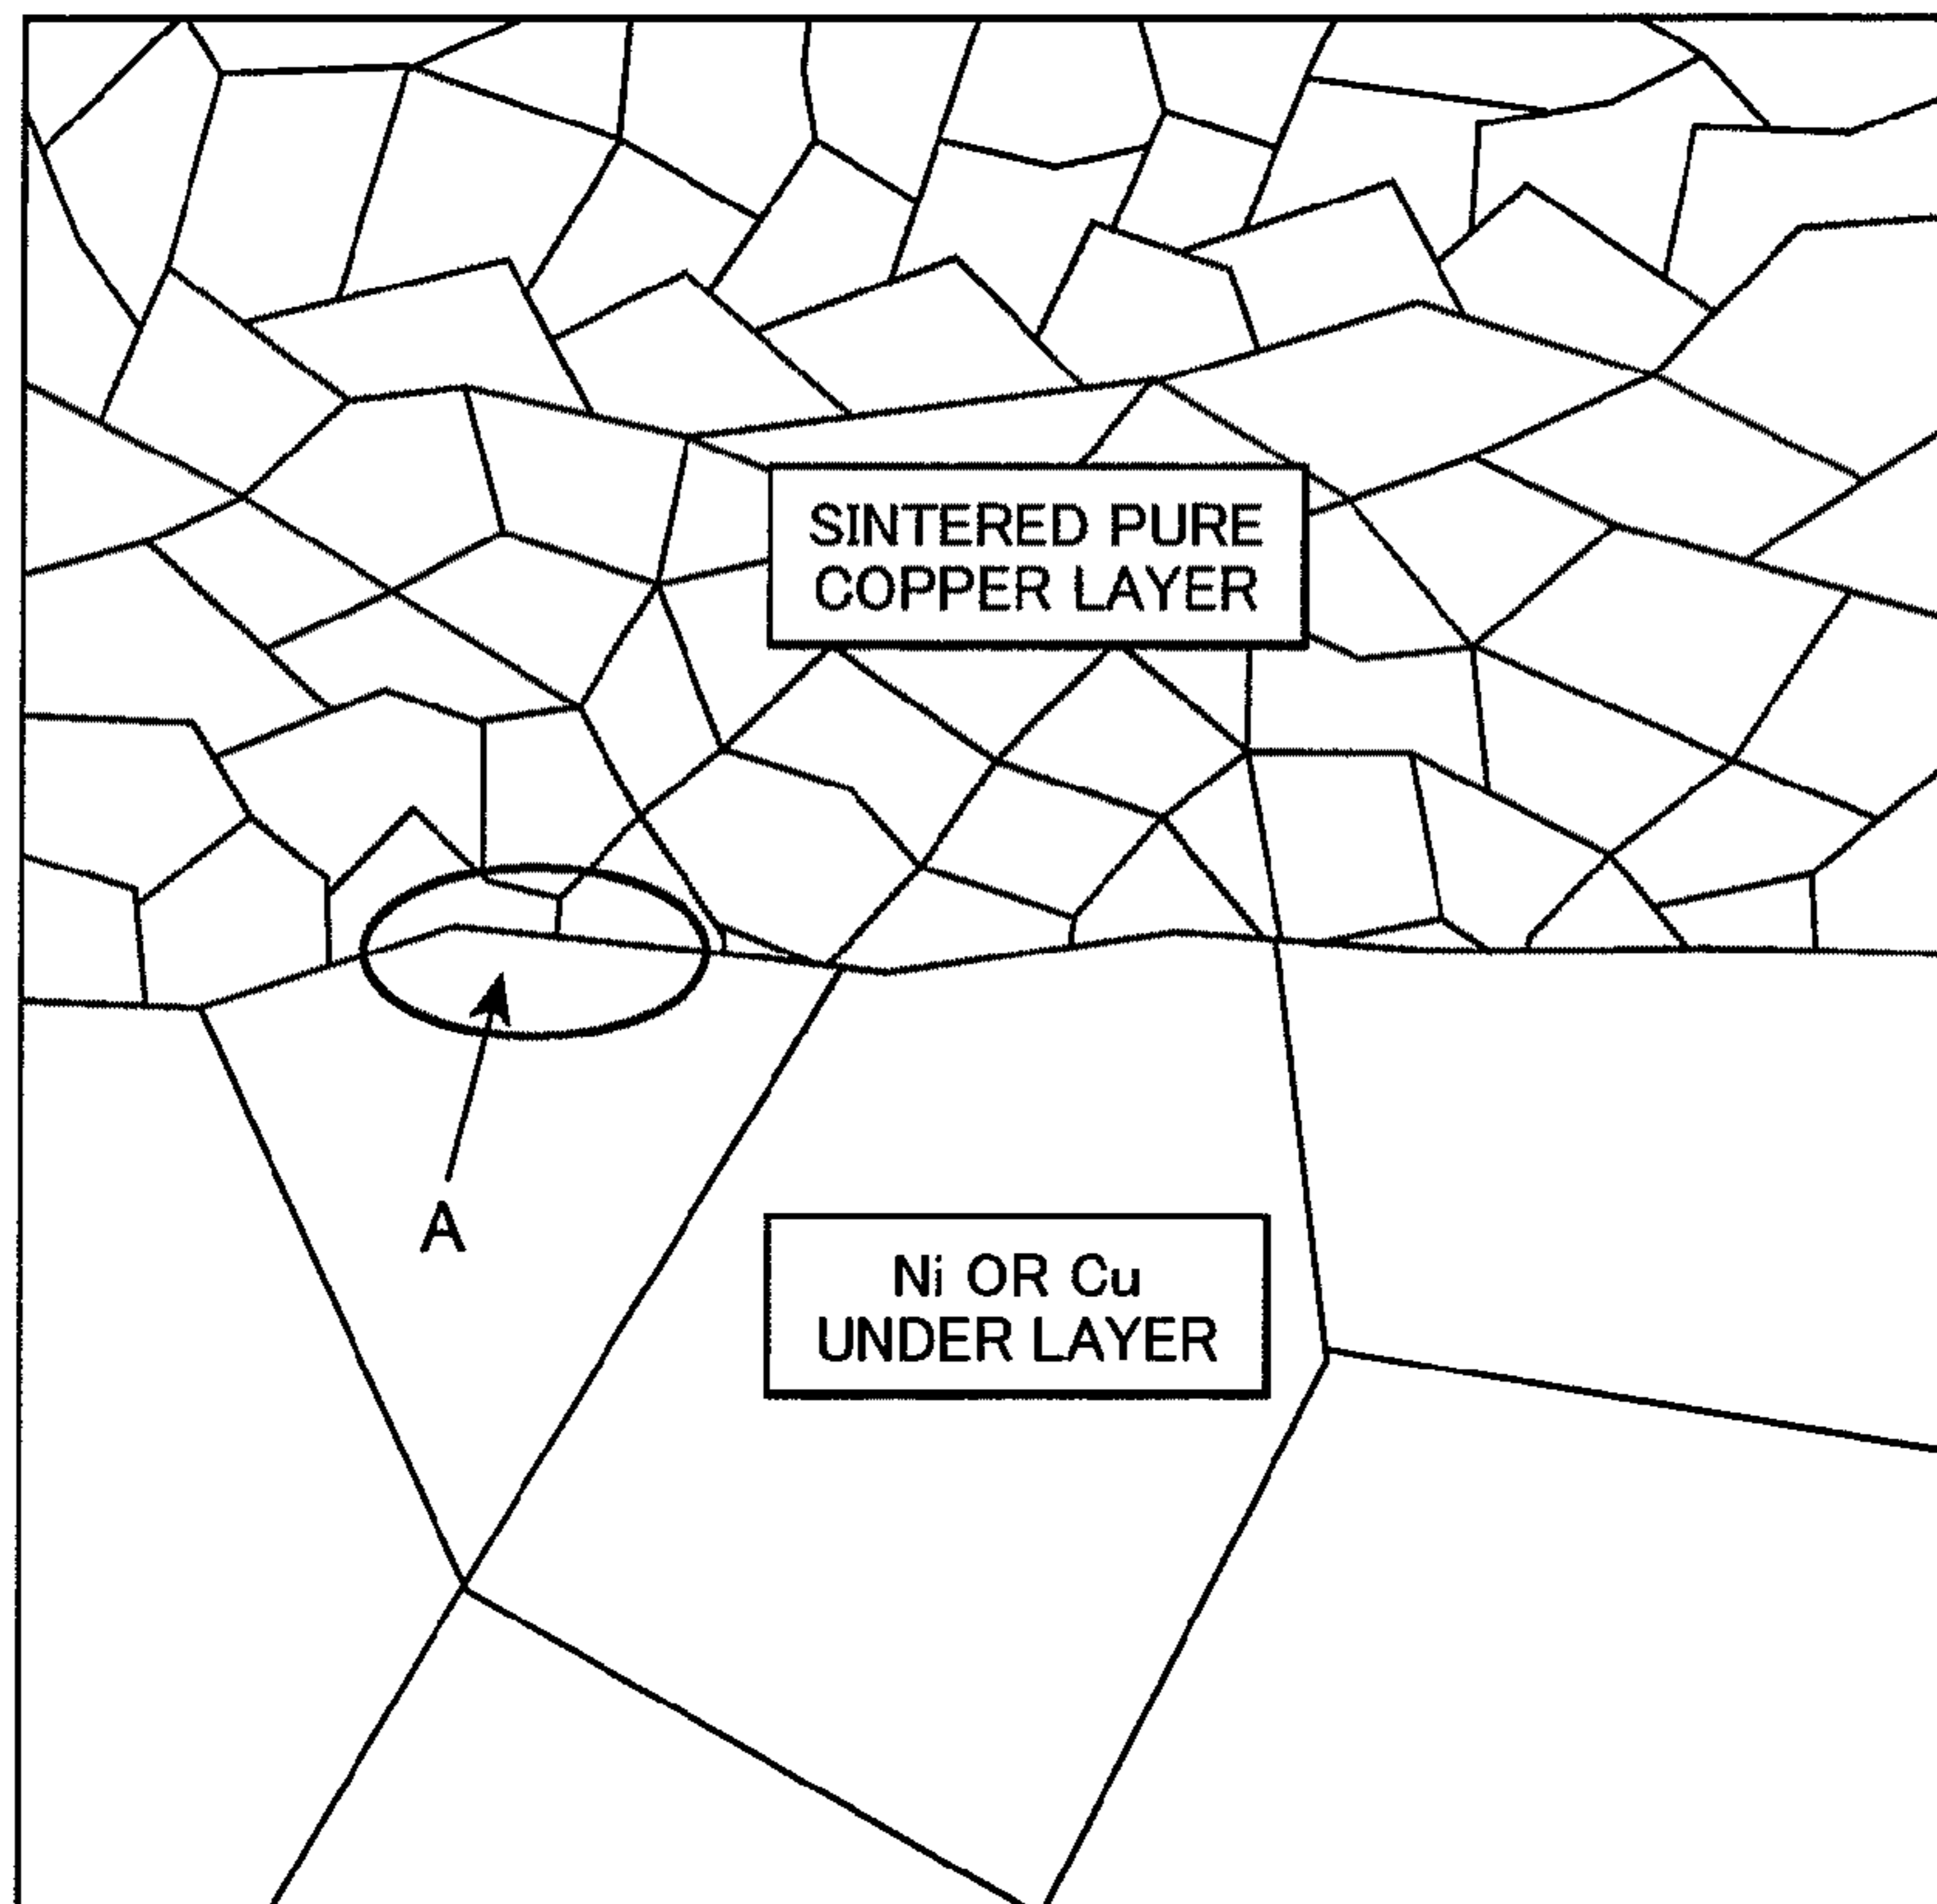 SINTERED PURE
COPPER LAYER
A
Ni OR Cu
UNDER LAYER